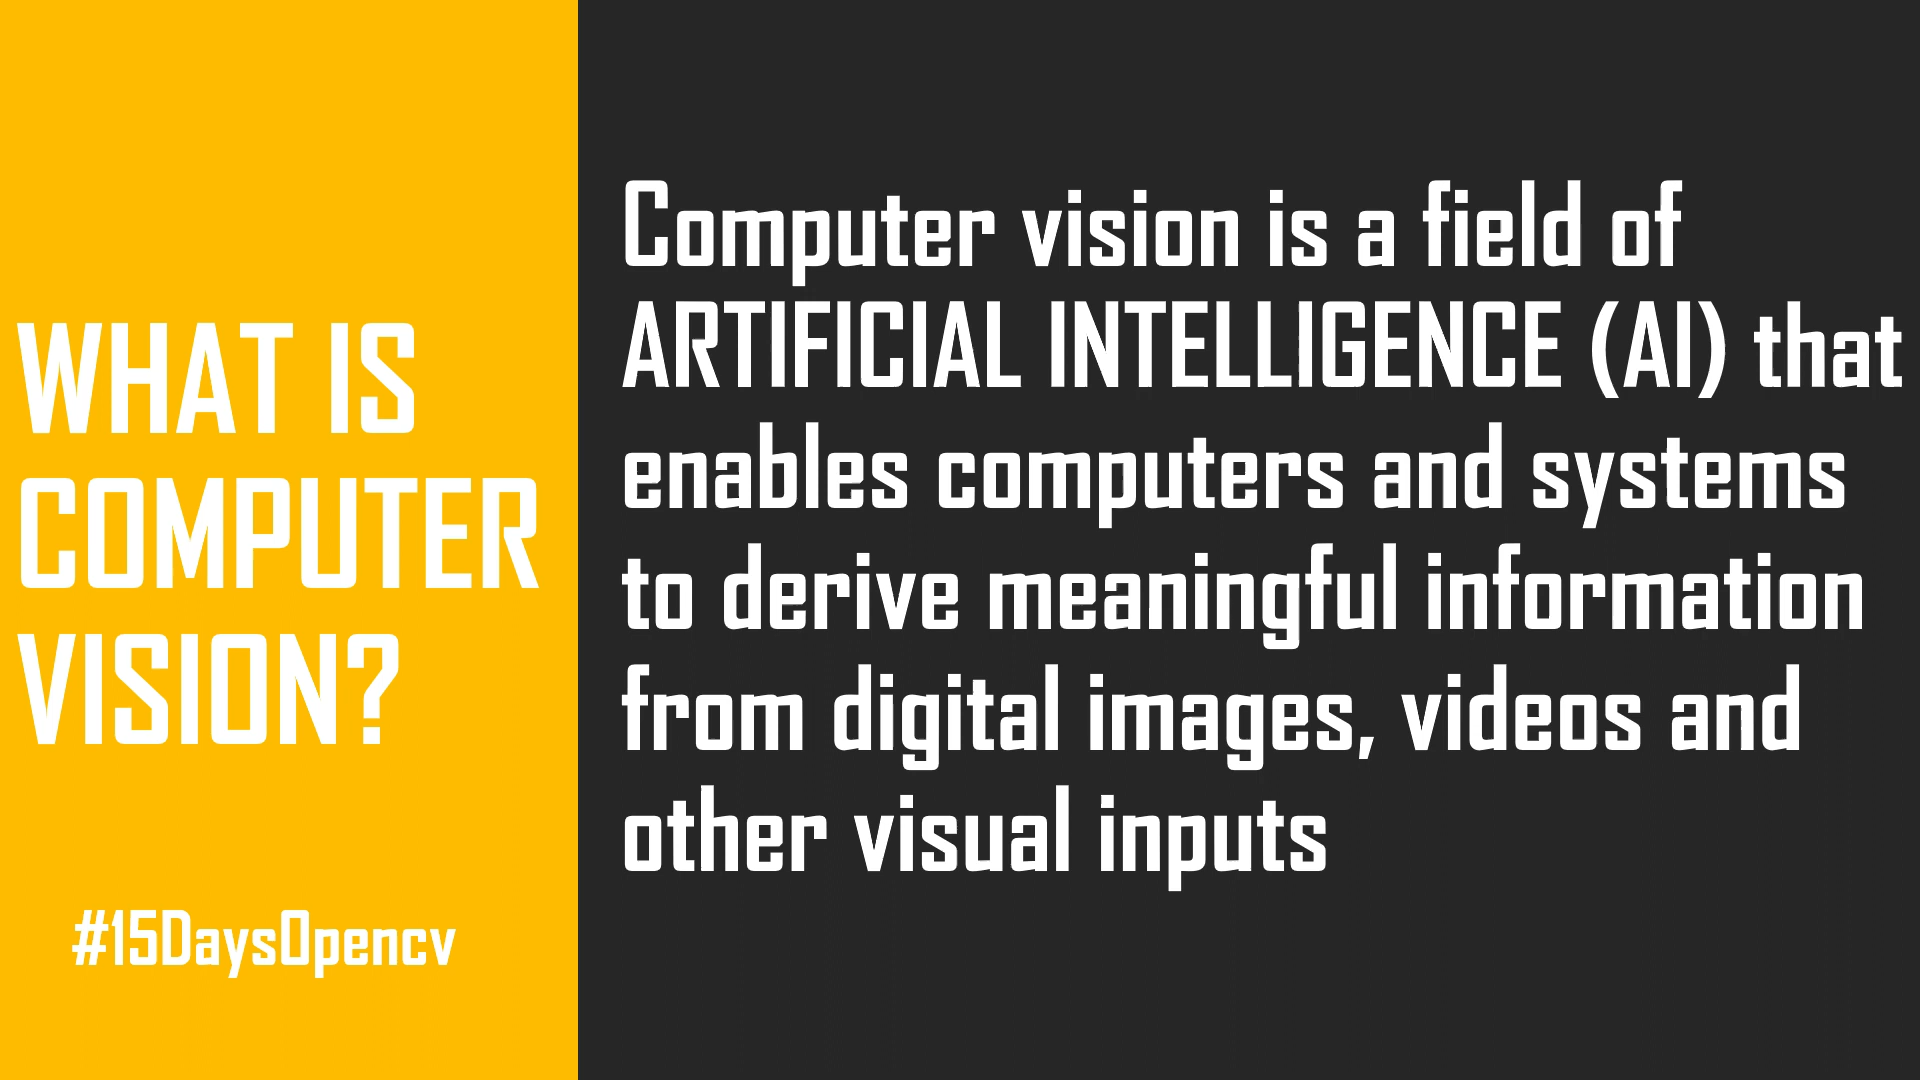 WHAT IS
COMPUTER
VISION?
#15DaysOpencv
Computer vision is a field of
ARTIFICIAL INTELLIGENCE (AI) that
enables computers and systems
to derive meaningful information
from digital images, videos and
other visual inputs